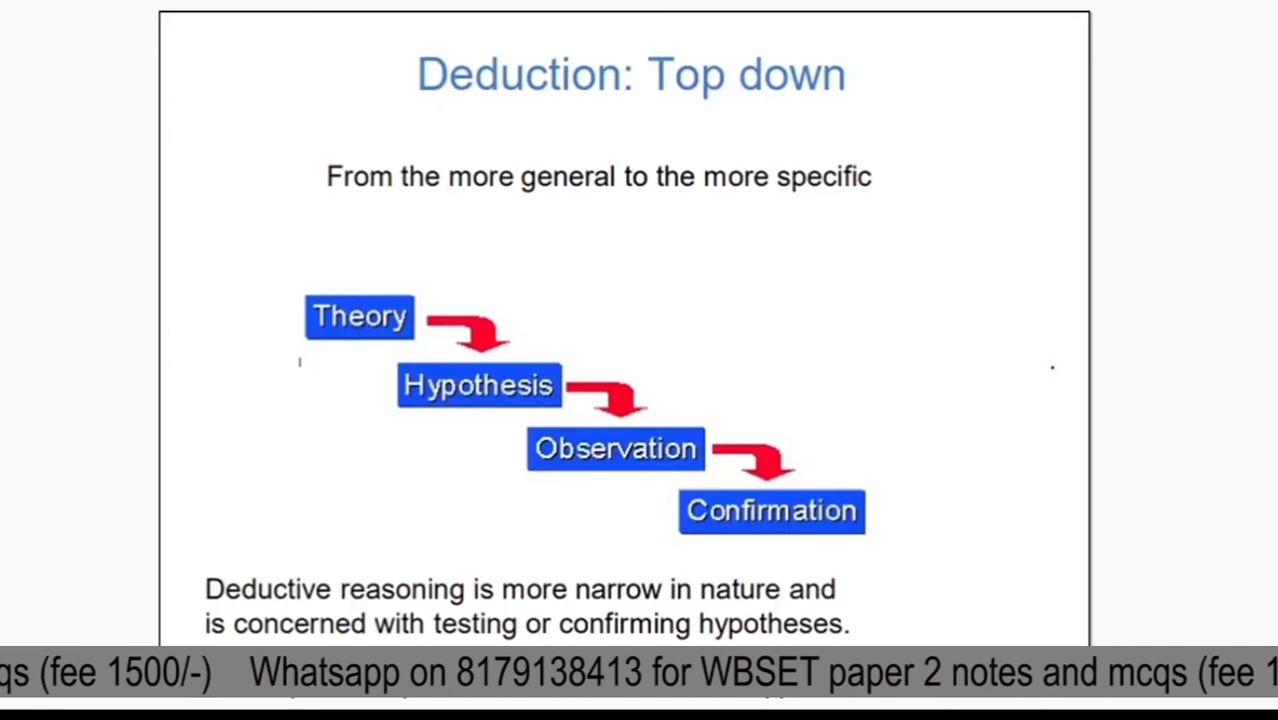 Deduction: Top down
From the more general to the more specific
Theory
Hypothesis
Observation
Confirmation
Deductive reasoning is more narrow in nature and
is concerned with testing or confirming hypotheses.
qs (fee 1500/-) Whatsapp on 8179138413 for WBSET paper 2 notes and mcqs (fee 1